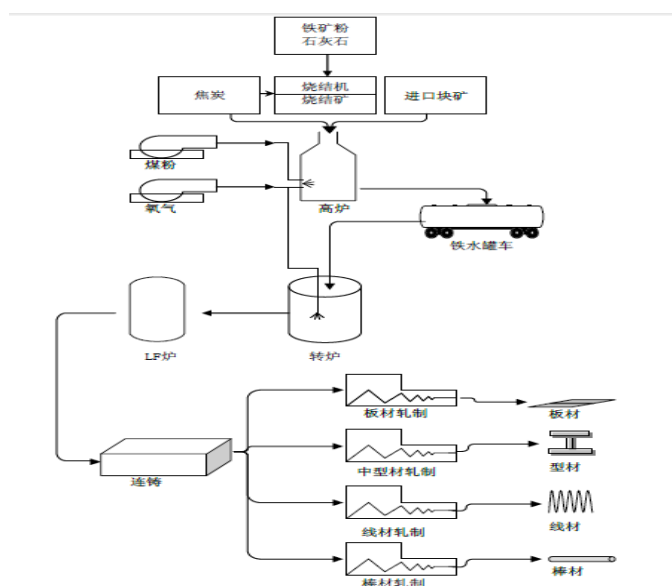 铁矿粉
石灰石
焦炭
烧结机
烧结矿
进口块矿
煤粉
氧气
高炉
铁水罐车
LF炉
转炉
板材轧制
板材
连铸
中型材轧制
型材
线材轧制
线材
棒材轧制
棒材